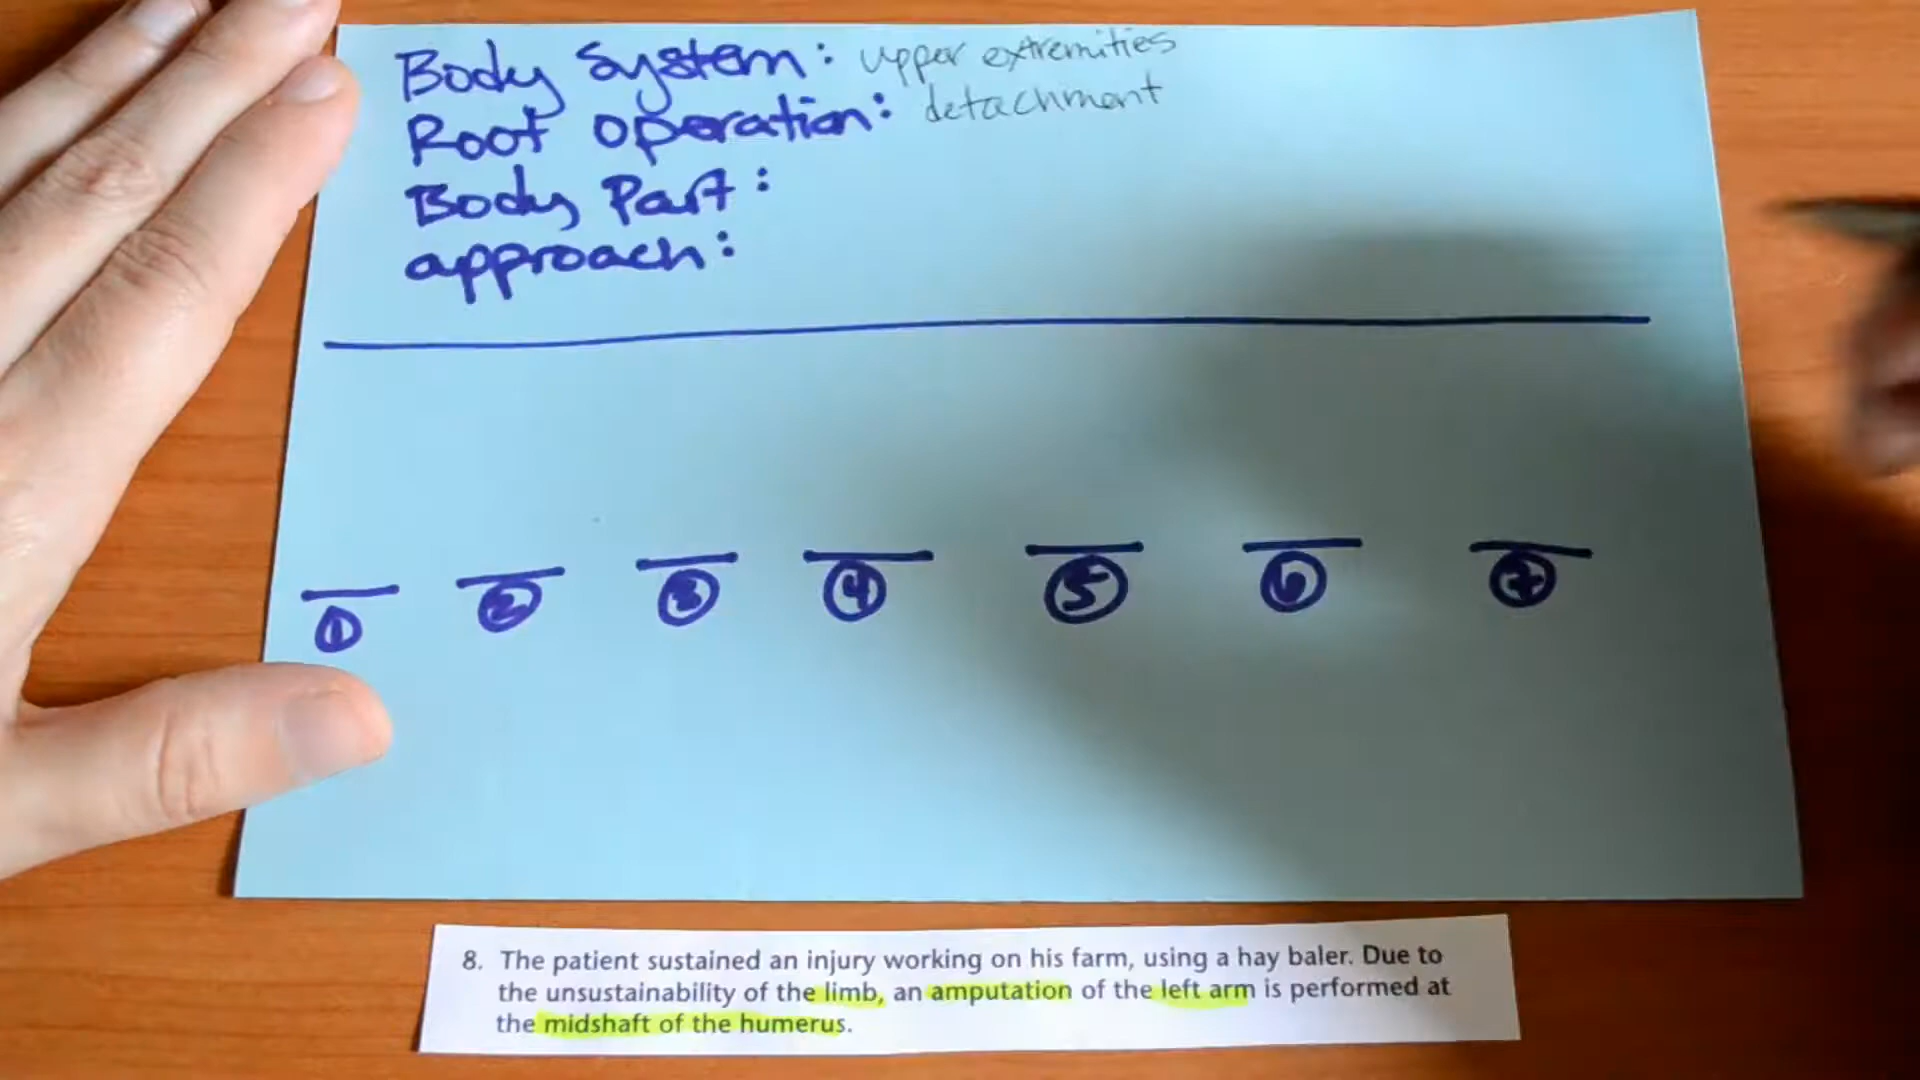 Body System: upper extremities
Root operation: detachment
Body Part:
approach:
① ② ③ ④ ⑤ ⑥ ⑦
8. The patient sustained an injury working on his farm, using a hay baler. Due to
the unsustainability of the limb, an amputation of the left arm is performed at
the midshaft of the humerus.